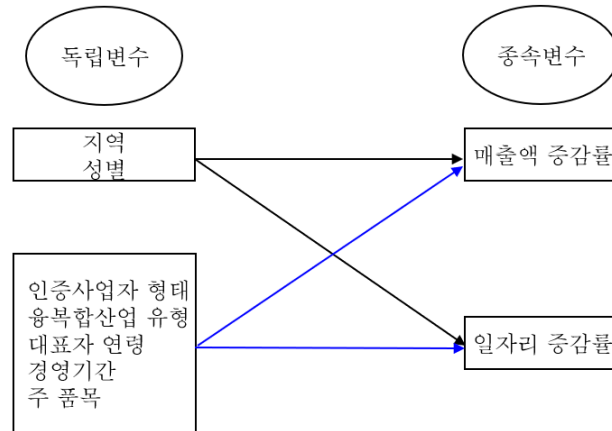 독립변수
종속변수
지역
성별
매출액 증감률
인증사업자 형태
융복합산업 유형
대표자 연령
경영기간
주 품목
일자리 증감률